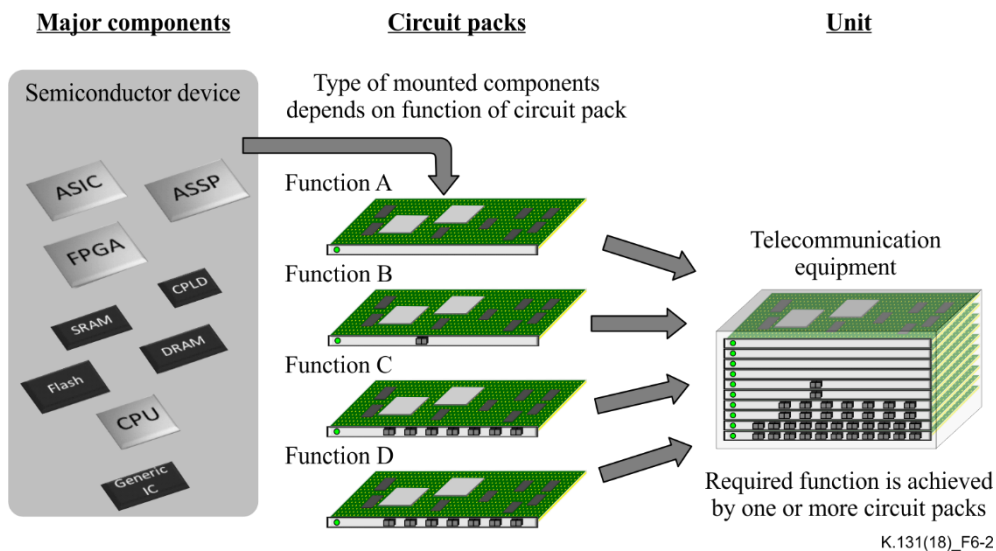 Major components
Circuit packs
Unit
Semiconductor device
ASIC
ASSP
FPGA
CPLD
SRAM
DRAM
Flash
CPU
Generic
IC
Type of mounted components
depends on function of circuit pack
Function A
Function B
Function C
Function D
Telecommunication
equipment
Required function is achieved
by one or more circuit packs
K.131(18)_F6-2